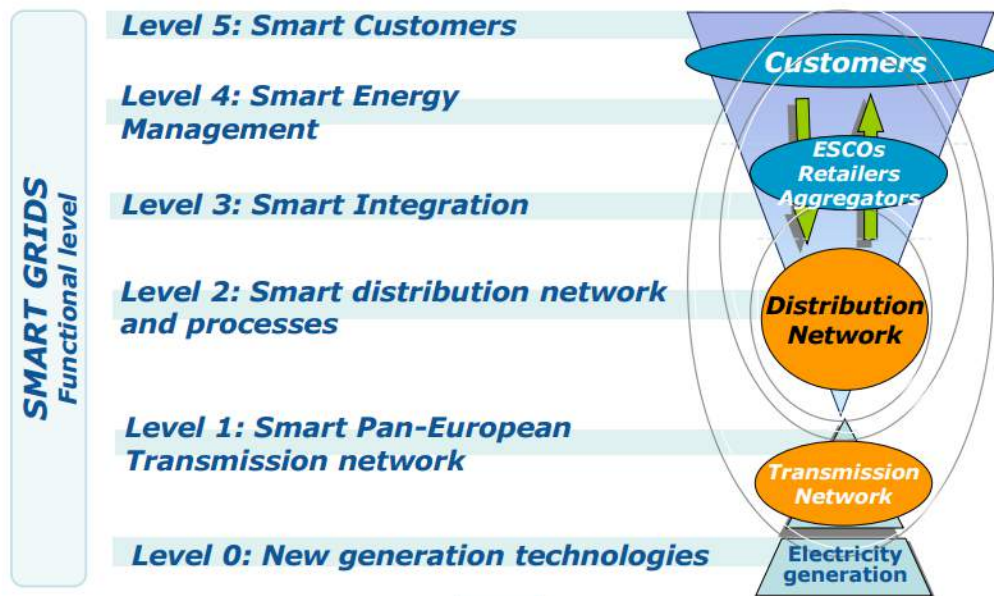 SMART GRIDS
Functional level
Level 5: Smart Customers
Level 4: Smart Energy
Management
Level 3: Smart Integration
Level 2: Smart distribution network
and processes
Level 1: Smart Pan-European
Transmission network
Level 0: New generation technologies
Customers
ESCOs
Retailers
Aggregators
Distribution
Network
Transmission
Network
Electricity
generation